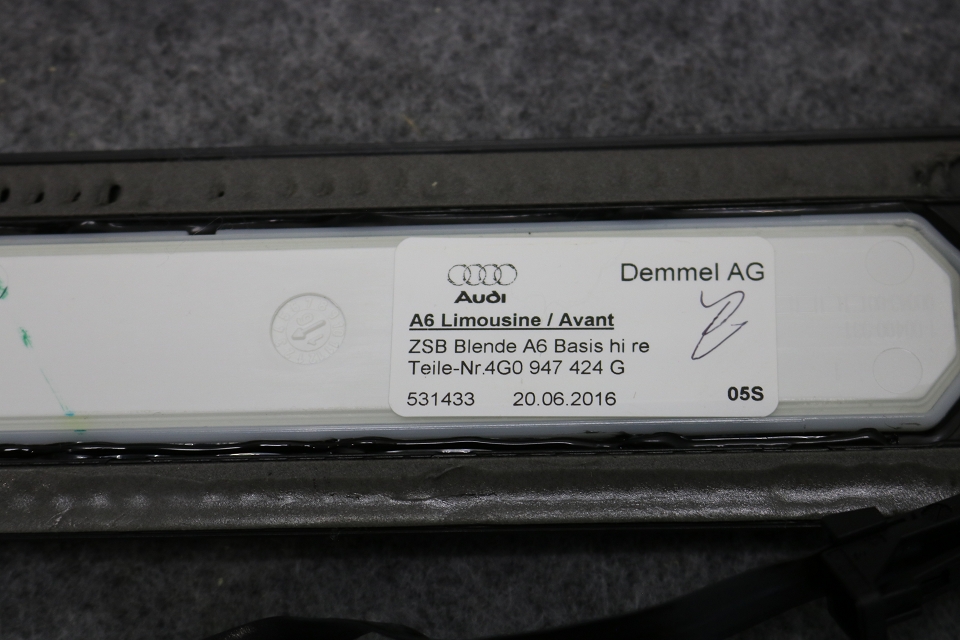 Audi
Demmel AG
A6 Limousine / Avant
ZSB Blende A6 Basis hi re
Teile-Nr.4G0 947 424 G
531433 20.06.2016 05S